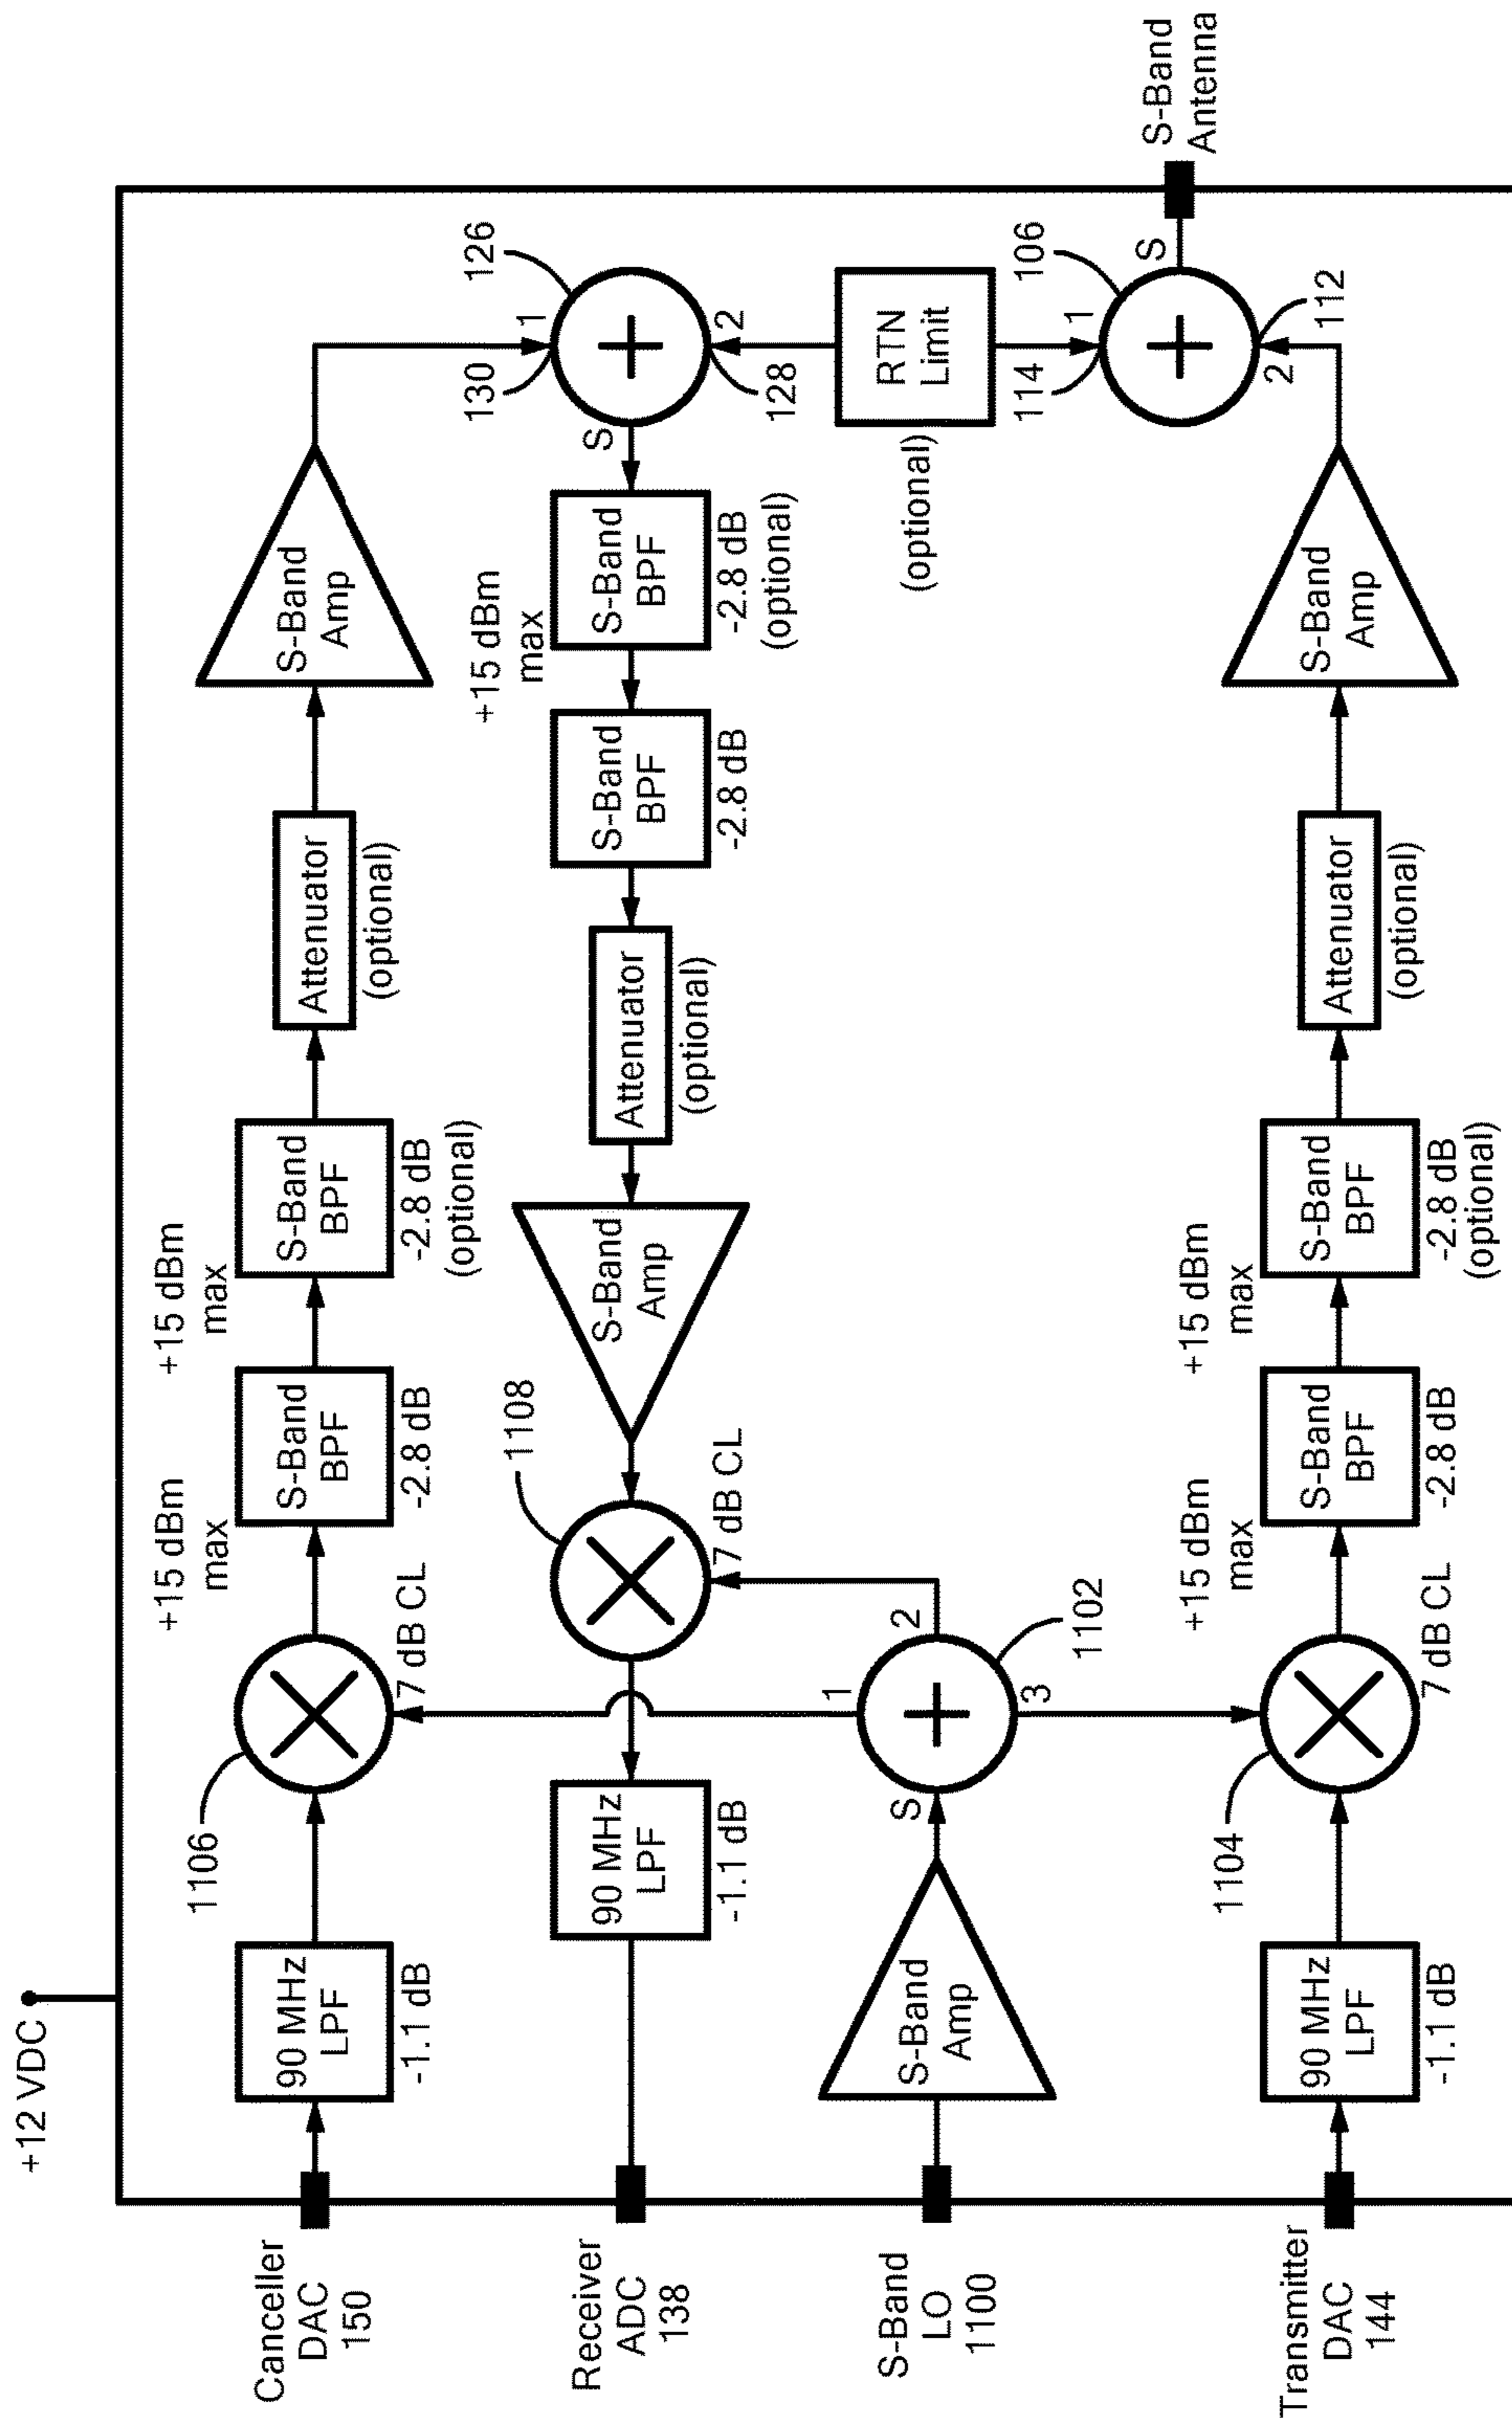 +12 VDC
Canceller
DAC
150
90 MHz
LPF
-1.1 dB
1106
7 dB CL
+15 dBm
max
S-Band
BPF
-2.8 dB
+15 dBm
max
S-Band
BPF
-2.8 dB
(optional)
Attenuator
(optional)
S-Band
Amp
Receiver
ADC
138
90 MHz
LPF
-1.1 dB
1108
7 dB CL
S-Band
Amp
Attenuator
(optional)
S-Band
BPF
-2.8 dB
+15 dBm
max
S-Band
BPF
-2.8 dB
(optional)
S
130
1
126
2
128
RTN
Limit
(optional)
S-Band
LO
1100
S-Band
Amp
S
1
2
3
1102
114
1
106
S
S-Band
Antenna
2
112
Transmitter
DAC
144
90 MHz
LPF
-1.1 dB
1104
7 dB CL
+15 dBm
max
S-Band
BPF
-2.8 dB
+15 dBm
max
S-Band
BPF
-2.8 dB
(optional)
Attenuator
(optional)
S-Band
Amp